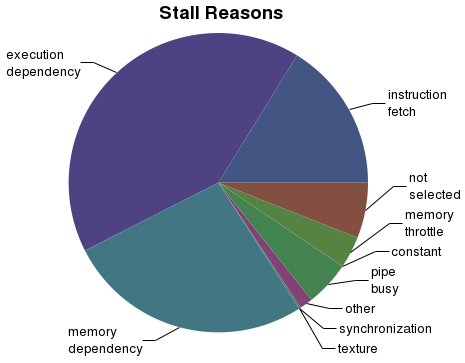 Stall Reasons
execution
dependency
instruction
fetch
not
selected
memory
throttle
constant
pipe
busy
other
synchronization
texture
memory
dependency